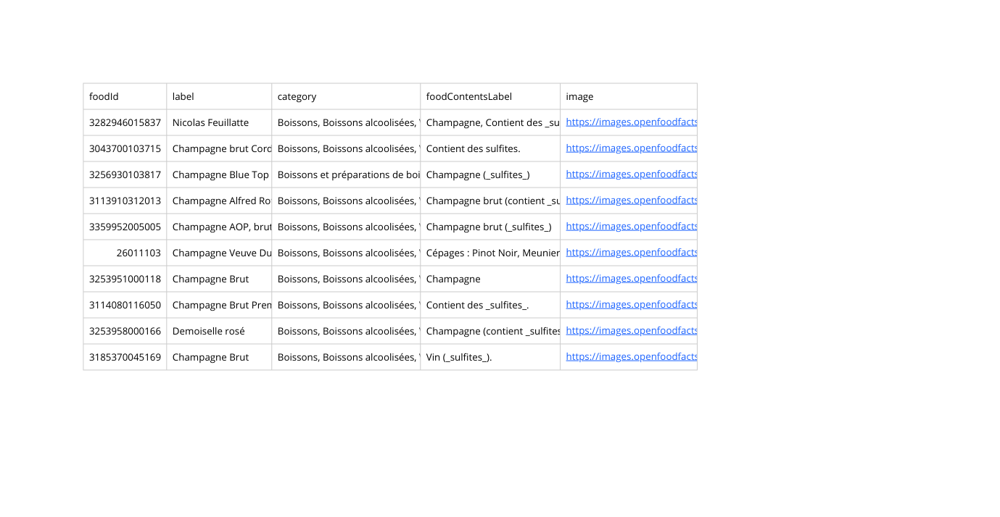 foodId label category foodContentsLabel image
3282946015837 Nicolas Feuillatte Boissons, Boissons alcoolisées, Champagne, Contient des _su https://images.openfoodfacts
3043700103715 Champagne brut Cord Boissons, Boissons alcoolisées, Contient des sulfites. https://images.openfoodfacts
3256930103817 Champagne Blue Top Boissons et préparations de boi Champagne (_sulfites_) https://images.openfoodfacts
3113910312013 Champagne Alfred Ro Boissons, Boissons alcoolisées, Champagne brut (contient _su https://images.openfoodfacts
3359952005005 Champagne AOP, brut Boissons, Boissons alcoolisées, Champagne brut (_sulfites_) https://images.openfoodfacts
26011103 Champagne Veuve Du Boissons, Boissons alcoolisées, Cépages : Pinot Noir, Meunier https://images.openfoodfacts
3253951000118 Champagne Brut Boissons, Boissons alcoolisées, Champagne https://images.openfoodfacts
3114080116050 Champagne Brut Prem Boissons, Boissons alcoolisées, Contient des _sulfites_. https://images.openfoodfacts
3253958000166 Demoiselle rosé Boissons, Boissons alcoolisées, Champagne (contient _sulfites https://images.openfoodfacts
3185370045169 Champagne Brut Boissons, Boissons alcoolisées, Vin (_sulfites_). https://images.openfoodfacts